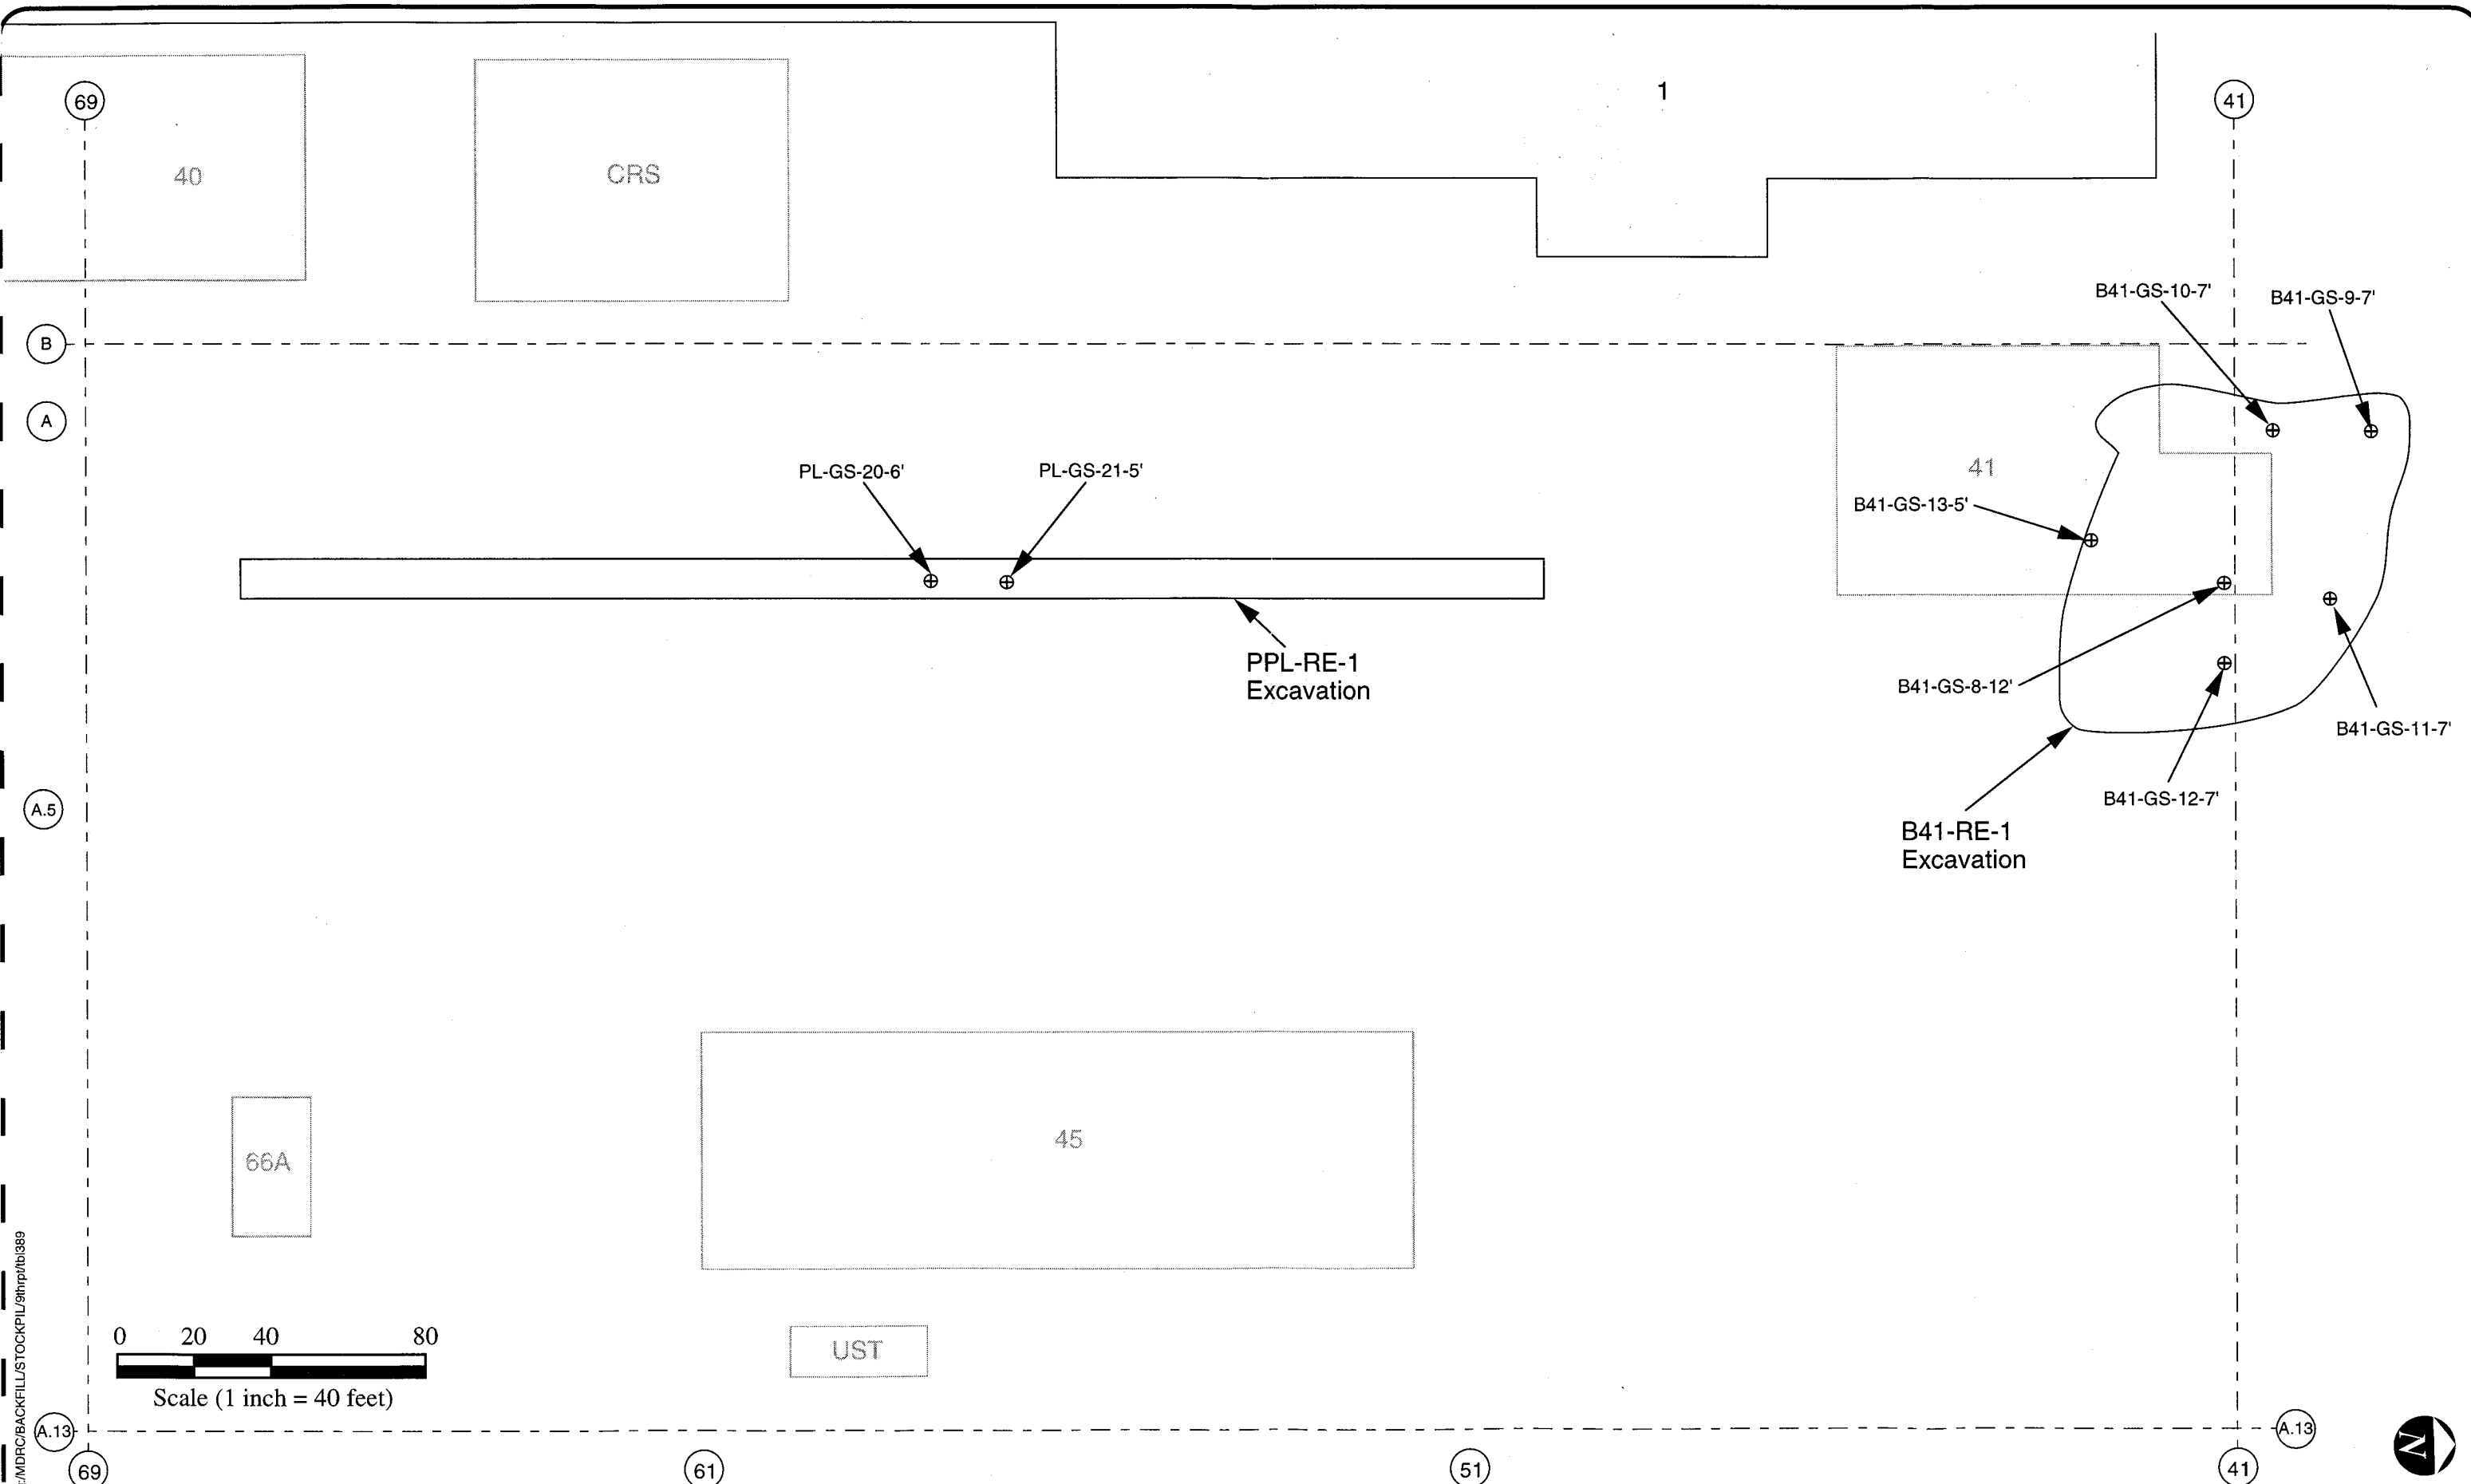 1
69
41
40
CRS
B41-GS-10-7'
B41-GS-9-7'
B
A
41
PL-GS-20-6'
PL-GS-21-5'
B41-GS-13-5'
PPL-RE-1
Excavation
B41-GS-8-12'
B41-GS-11-7'
B41-GS-12-7'
A.5
B41-RE-1
Excavation
45
66A
:/MDRC/BACKFILL/STOCKPIL/9thrpt/tbl389
0 20 40 80
Scale (1 inch = 40 feet)
UST
A.13
A.13
N
69
61
51
41